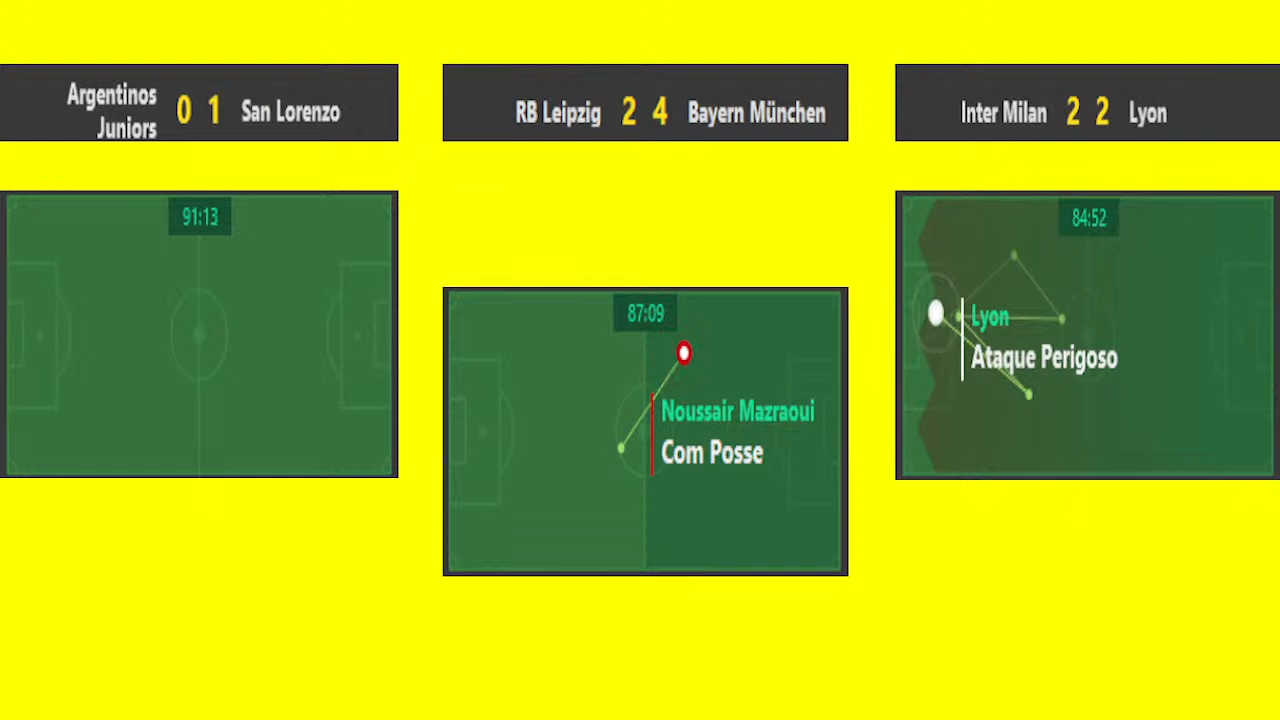 Argentinos
Juniors
0 1
San Lorenzo
RB Leipzig 2 4 Bayern München
Inter Milan 2 2 Lyon
91:13
87:09
Noussair Mazraoui
Com Posse
84:52
Lyon
Ataque Perigoso